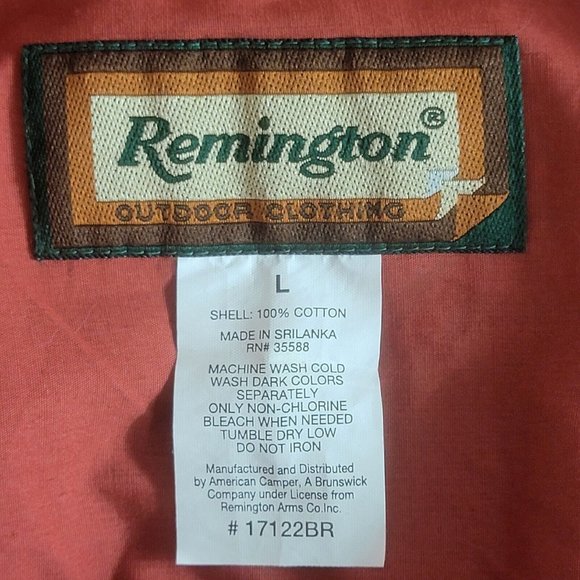 Remington®
OUTDOOR CLOTHING
L
SHELL: 100% COTTON
MADE IN SRILANKA
RN# 35588
MACHINE WASH COLD
WASH DARK COLORS
SEPARATELY
ONLY NON-CHLORINE
BLEACH WHEN NEEDED
TUMBLE DRY LOW
DO NOT IRON
Manufactured and Distributed
by American Camper, A Brunswick
Company under License from
Remington Arms Co.Inc.
# 17122BR